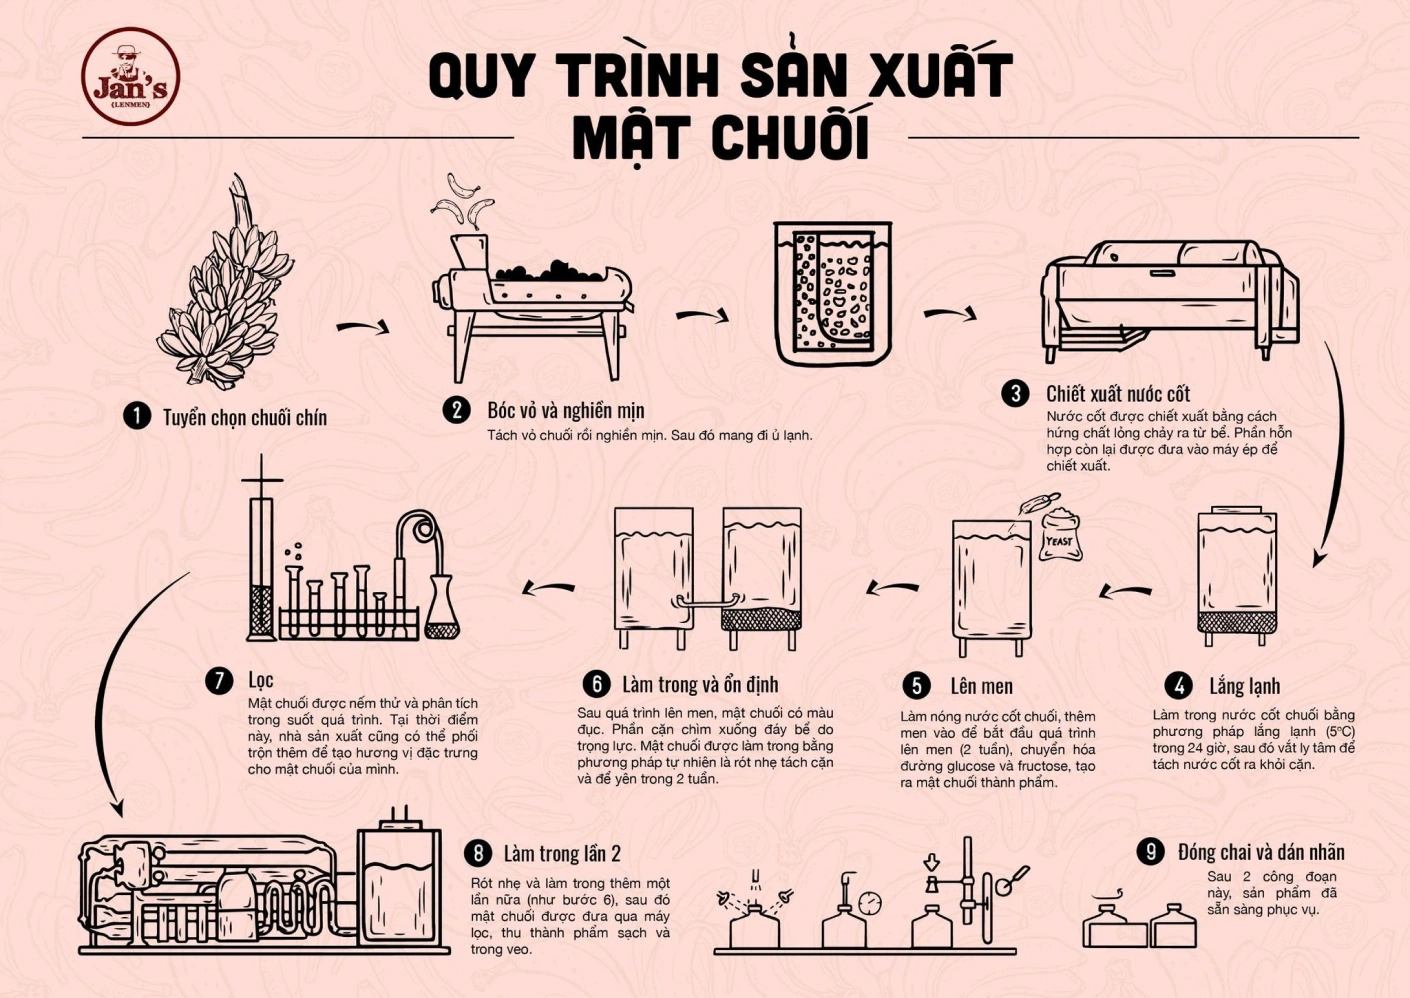 Jan's
{LENMEN}
QUY TRÌNH SẢN XUẤT
MẬT CHUỐI
1 Tuyển chọn chuối chín
2 Bóc vỏ và nghiền mịn
Tách vỏ chuối rồi nghiền mịn. Sau đó mang đi ủ lạnh.
3 Chiết xuất nước cốt
Nước cốt được chiết xuất bằng cách
hứng chất lỏng chảy ra từ bể. Phần hỗn
hợp còn lại được đưa vào máy ép để
chiết xuất.
YEAST
4 Lắng lạnh
Làm trong nước cốt chuối bằng
phương pháp lắng lạnh (5ºC)
trong 24 giờ, sau đó vắt ly tâm để
tách nước cốt ra khỏi cặn.
5 Lên men
Làm nóng nước cốt chuối, thêm
men vào để bắt đầu quá trình
lên men (2 tuần), chuyển hóa
đường glucose và fructose, tạo
ra mật chuối thành phẩm.
6 Làm trong và ổn định
Sau quá trình lên men, mật chuối có màu
đục. Phần cặn chìm xuống đáy bể do
trọng lực. Mật chuối được làm trong bằng
phương pháp tự nhiên là rót nhẹ tách cặn
và để yên trong 2 tuần.
7 Lọc
Mật chuối được nếm thử và phân tích
trong suốt quá trình. Tại thời điểm
này, nhà sản xuất cũng có thể phối
trộn thêm để tạo hương vị đặc trưng
cho mật chuối của mình.
8 Làm trong lần 2
Rót nhẹ và làm trong thêm một
lần nữa (như bước 6), sau đó
mật chuối được đưa qua máy
lọc, thu thành phẩm sạch và
trong veo.
9 Đóng chai và dán nhãn
Sau 2 công đoạn
này, sản phẩm đã
sẵn sàng phục vụ.